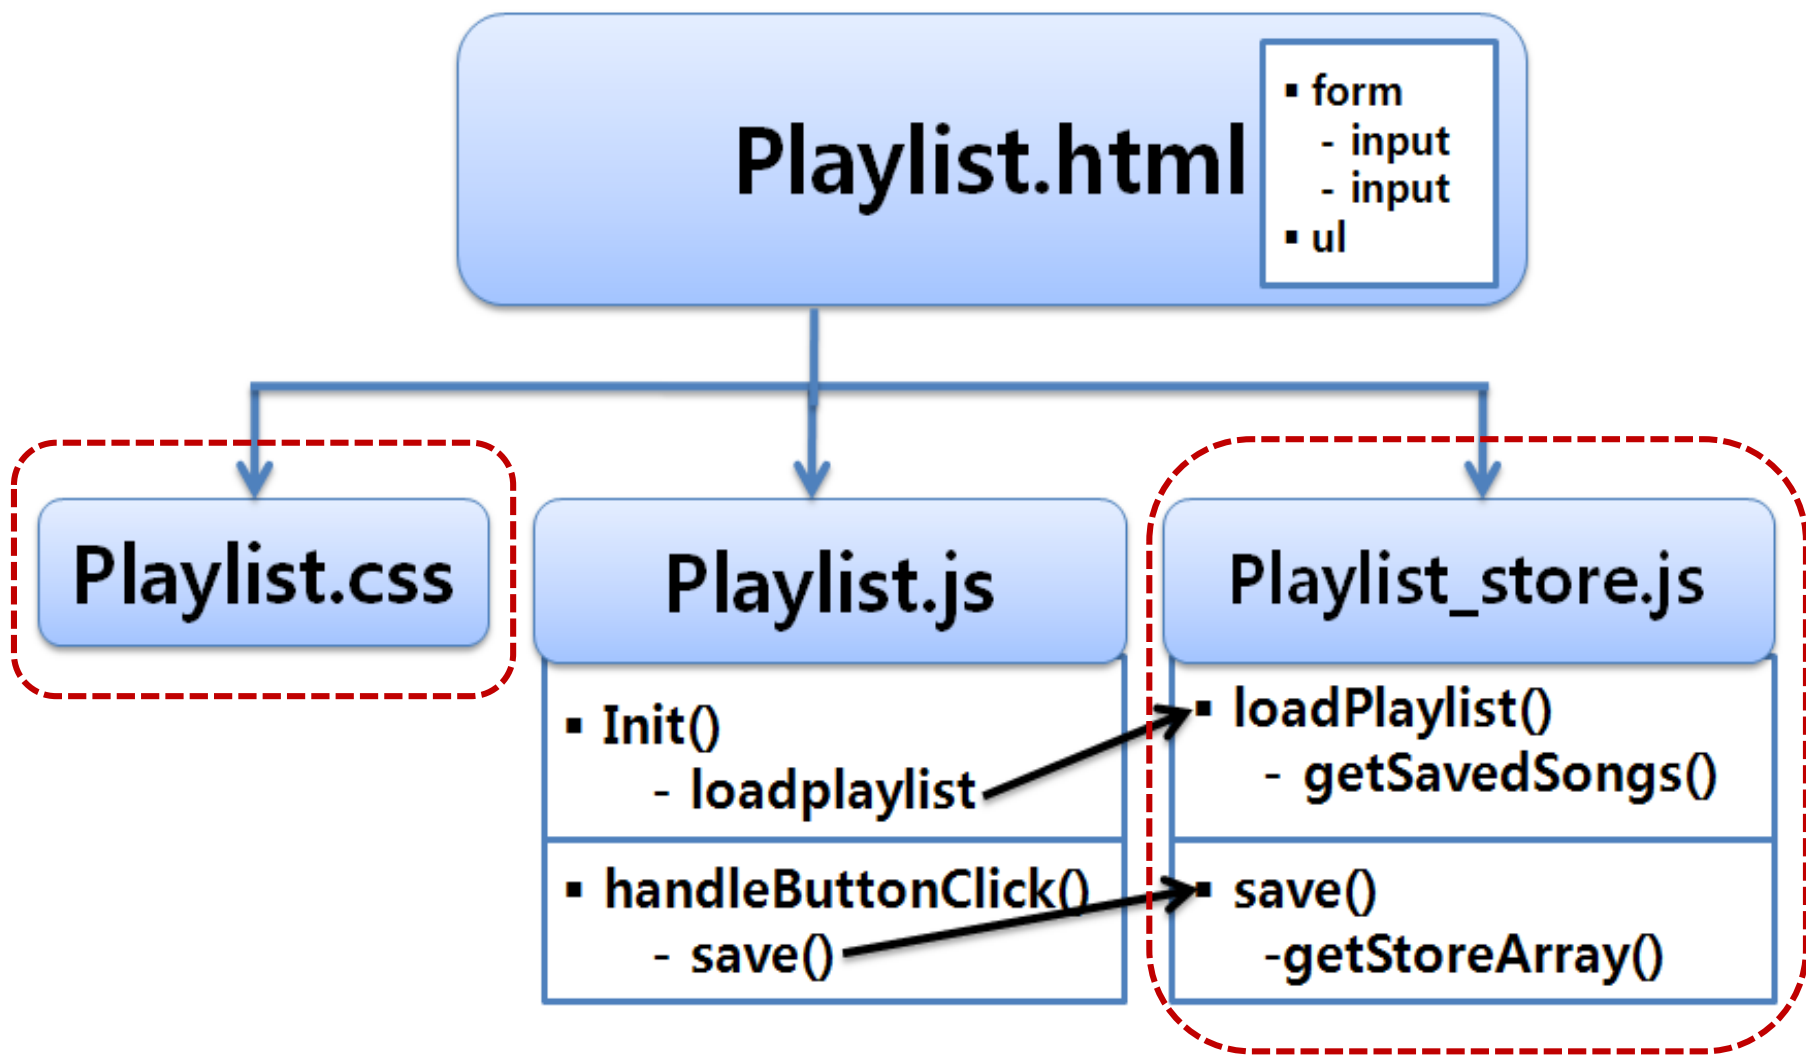 Playlist.html
▪ form
- input
- input
▪ ul
Playlist.css
Playlist.js
▪ Init()
- loadplaylist
▪ handleButtonClick()
- save()
Playlist_store.js
▪ loadPlaylist()
- getSavedSongs()
▪ save()
-getStoreArray()